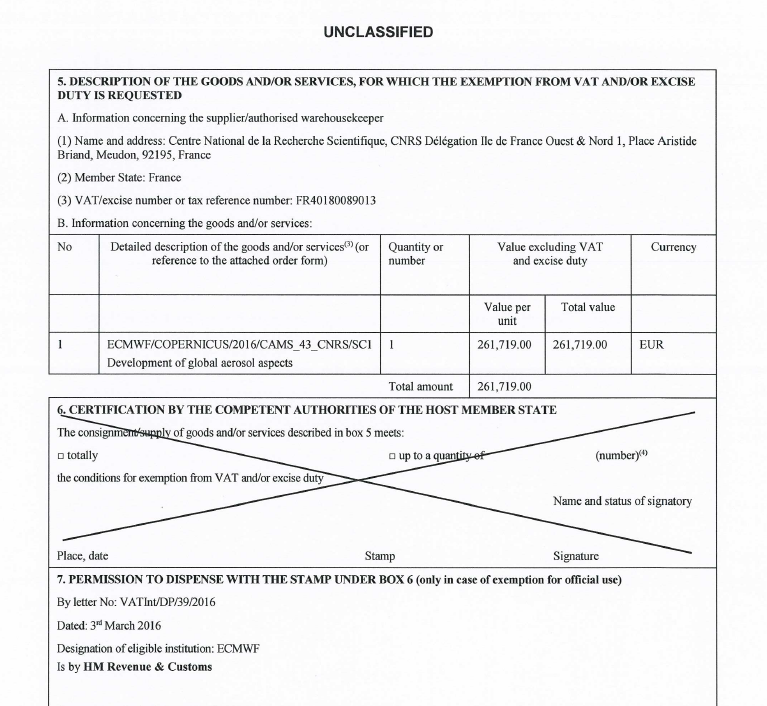 UNCLASSIFIED
5. DESCRIPTION OF THE GOODS AND/OR SERVICES, FOR WHICH THE EXEMPTION FROM VAT AND/OR EXCISE
DUTY IS REQUESTED
A. Information concerning the supplier/authorised warehousekeeper
(1) Name and address: Centre National de la Recherche Scientifique, CNRS Délégation Ile de France Ouest & Nord 1, Place Aristide
Briand, Meudon, 92195, France
(2) Member State: France
(3) VAT/excise number or tax reference number: FR40180089013
B. Information concerning the goods and/or services:
No
Detailed description of the goods and/or services(3) (or
reference to the attached order form)
Quantity or
number
Value excluding VAT
and excise duty
Currency
Value per
unit
Total value
1
ECMWF/COPERNICUS/2016/CAMS_43_CNRS/SC1
Development of global aerosol aspects
1
261,719.00
261,719.00
EUR
Total amount
261,719.00
6. CERTIFICATION BY THE COMPETENT AUTHORITIES OF THE HOST MEMBER STATE
The consignment/supply of goods and/or services described in box 5 meets:
□ totally
□ up to a quantity of
(number)(4)
the conditions for exemption from VAT and/or excise duty
Name and status of signatory
Place, date
Stamp
Signature
7. PERMISSION TO DISPENSE WITH THE STAMP UNDER BOX 6 (only in case of exemption for official use)
By letter No: VATInt/DP/39/2016
Dated: 3rd March 2016
Designation of eligible institution: ECMWF
Is by HM Revenue & Customs